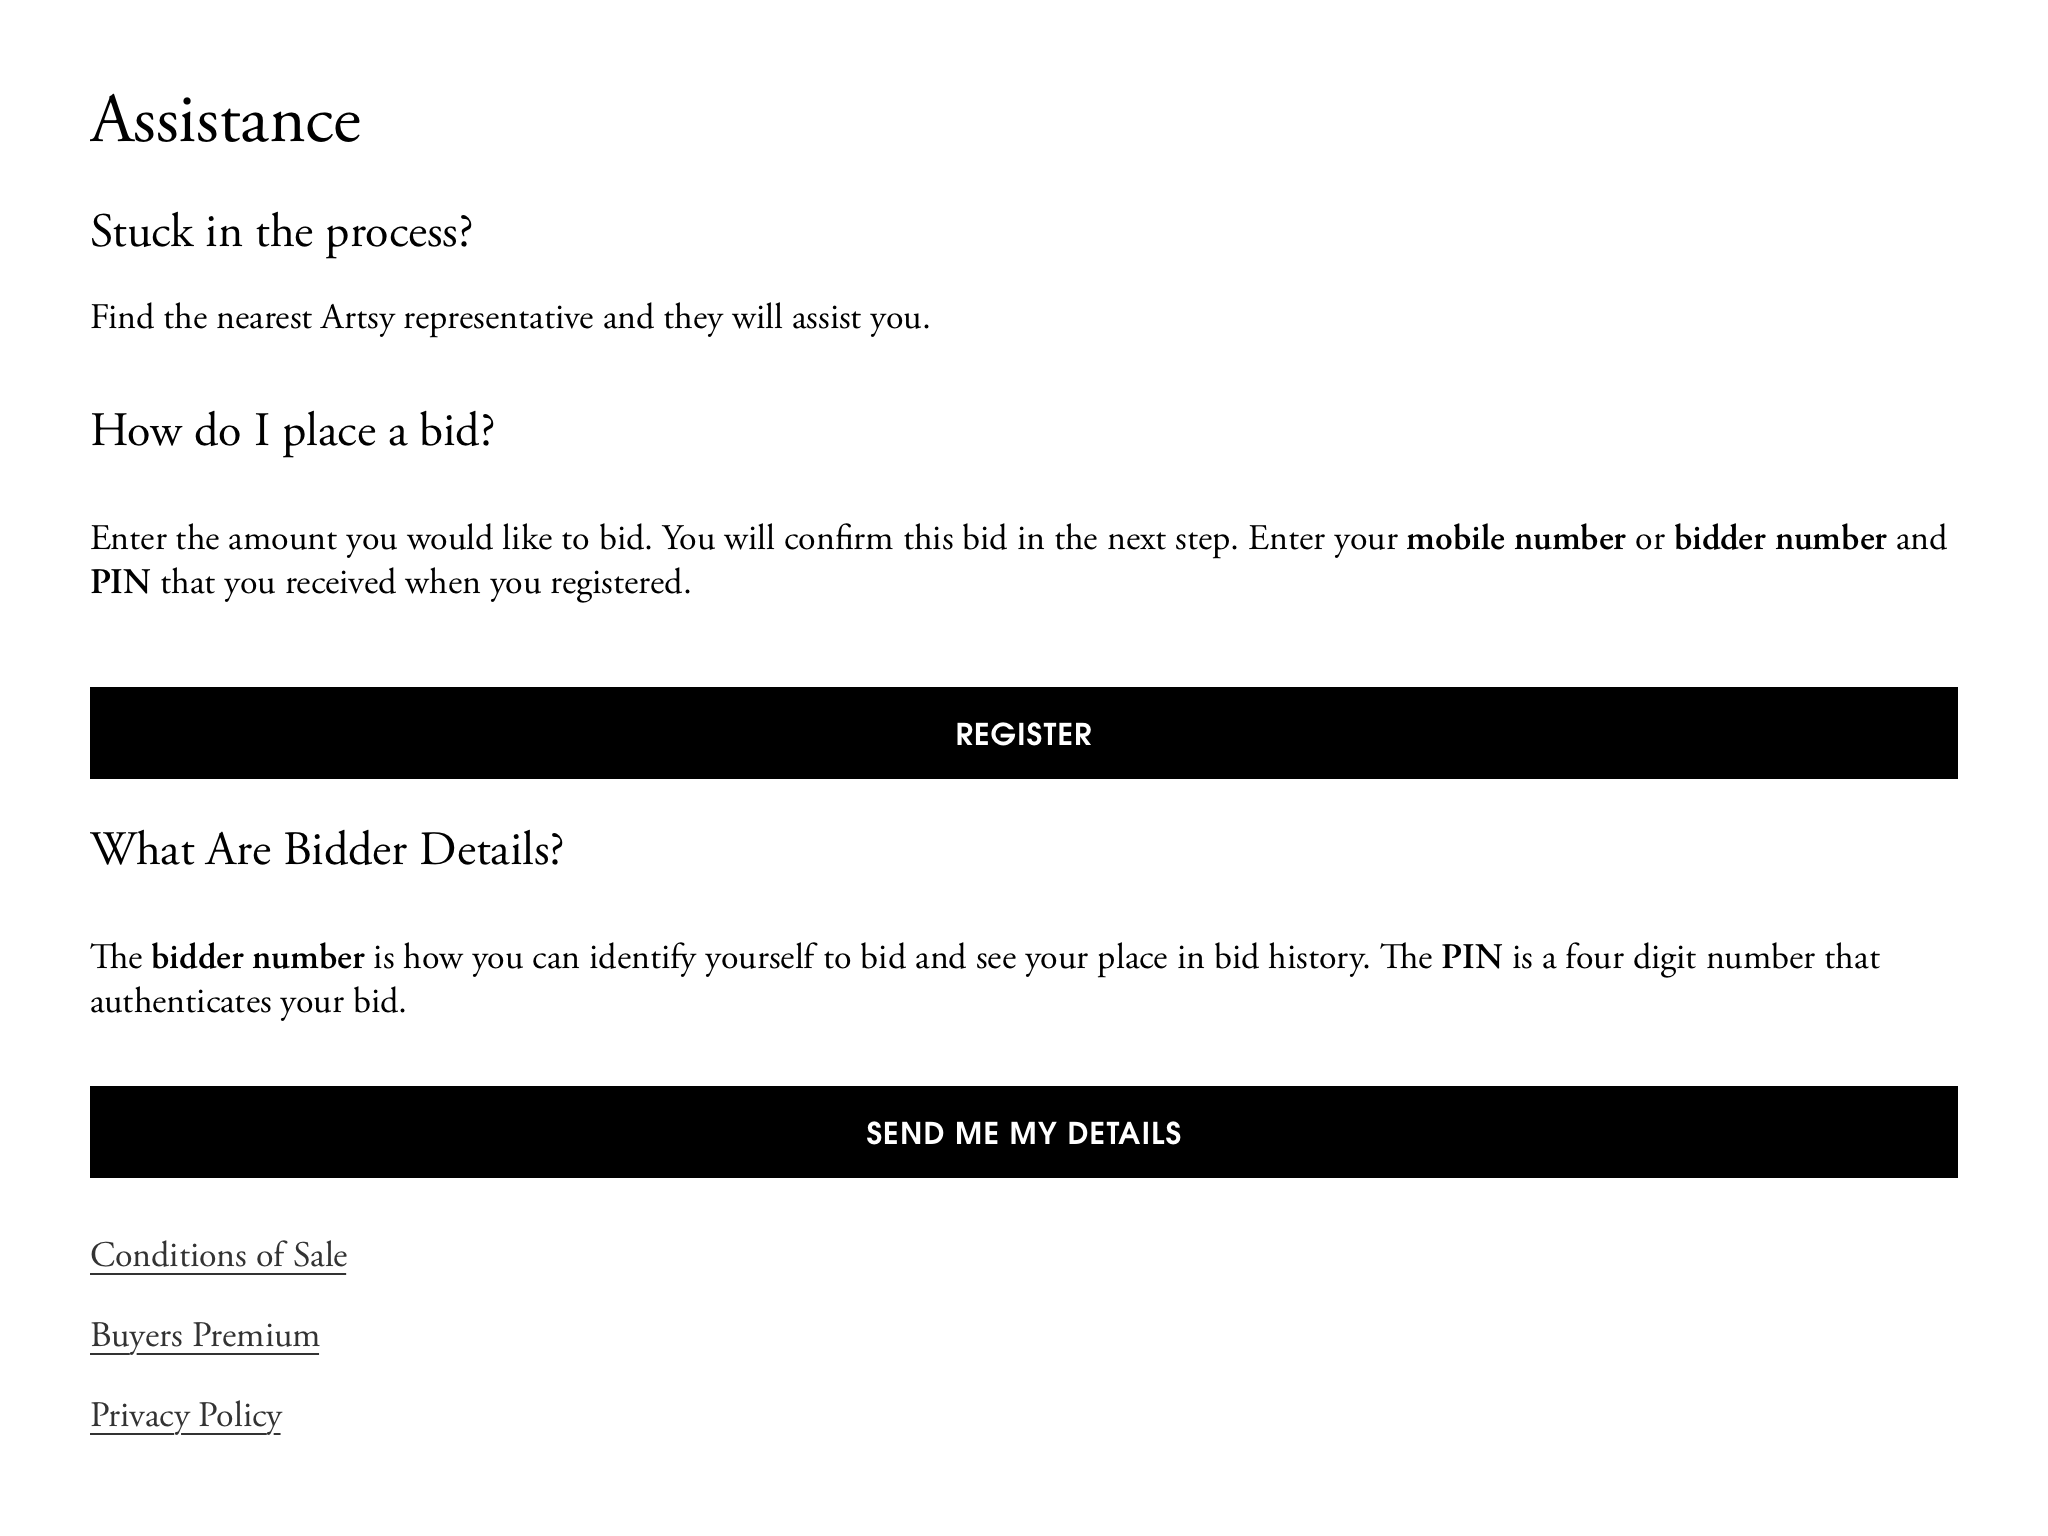 Assistance
Stuck in the process?
Find the nearest Artsy representative and they will assist you.
How do I place a bid?
Enter the amount you would like to bid. You will confirm this bid in the next step. Enter your mobile number or bidder number and
PIN that you received when you registered.
REGISTER
What Are Bidder Details?
The bidder number is how you can identify yourself to bid and see your place in bid history. The PIN is a four digit number that
authenticates your bid.
SEND ME MY DETAILS
Conditions of Sale
Buyers Premium
Privacy Policy